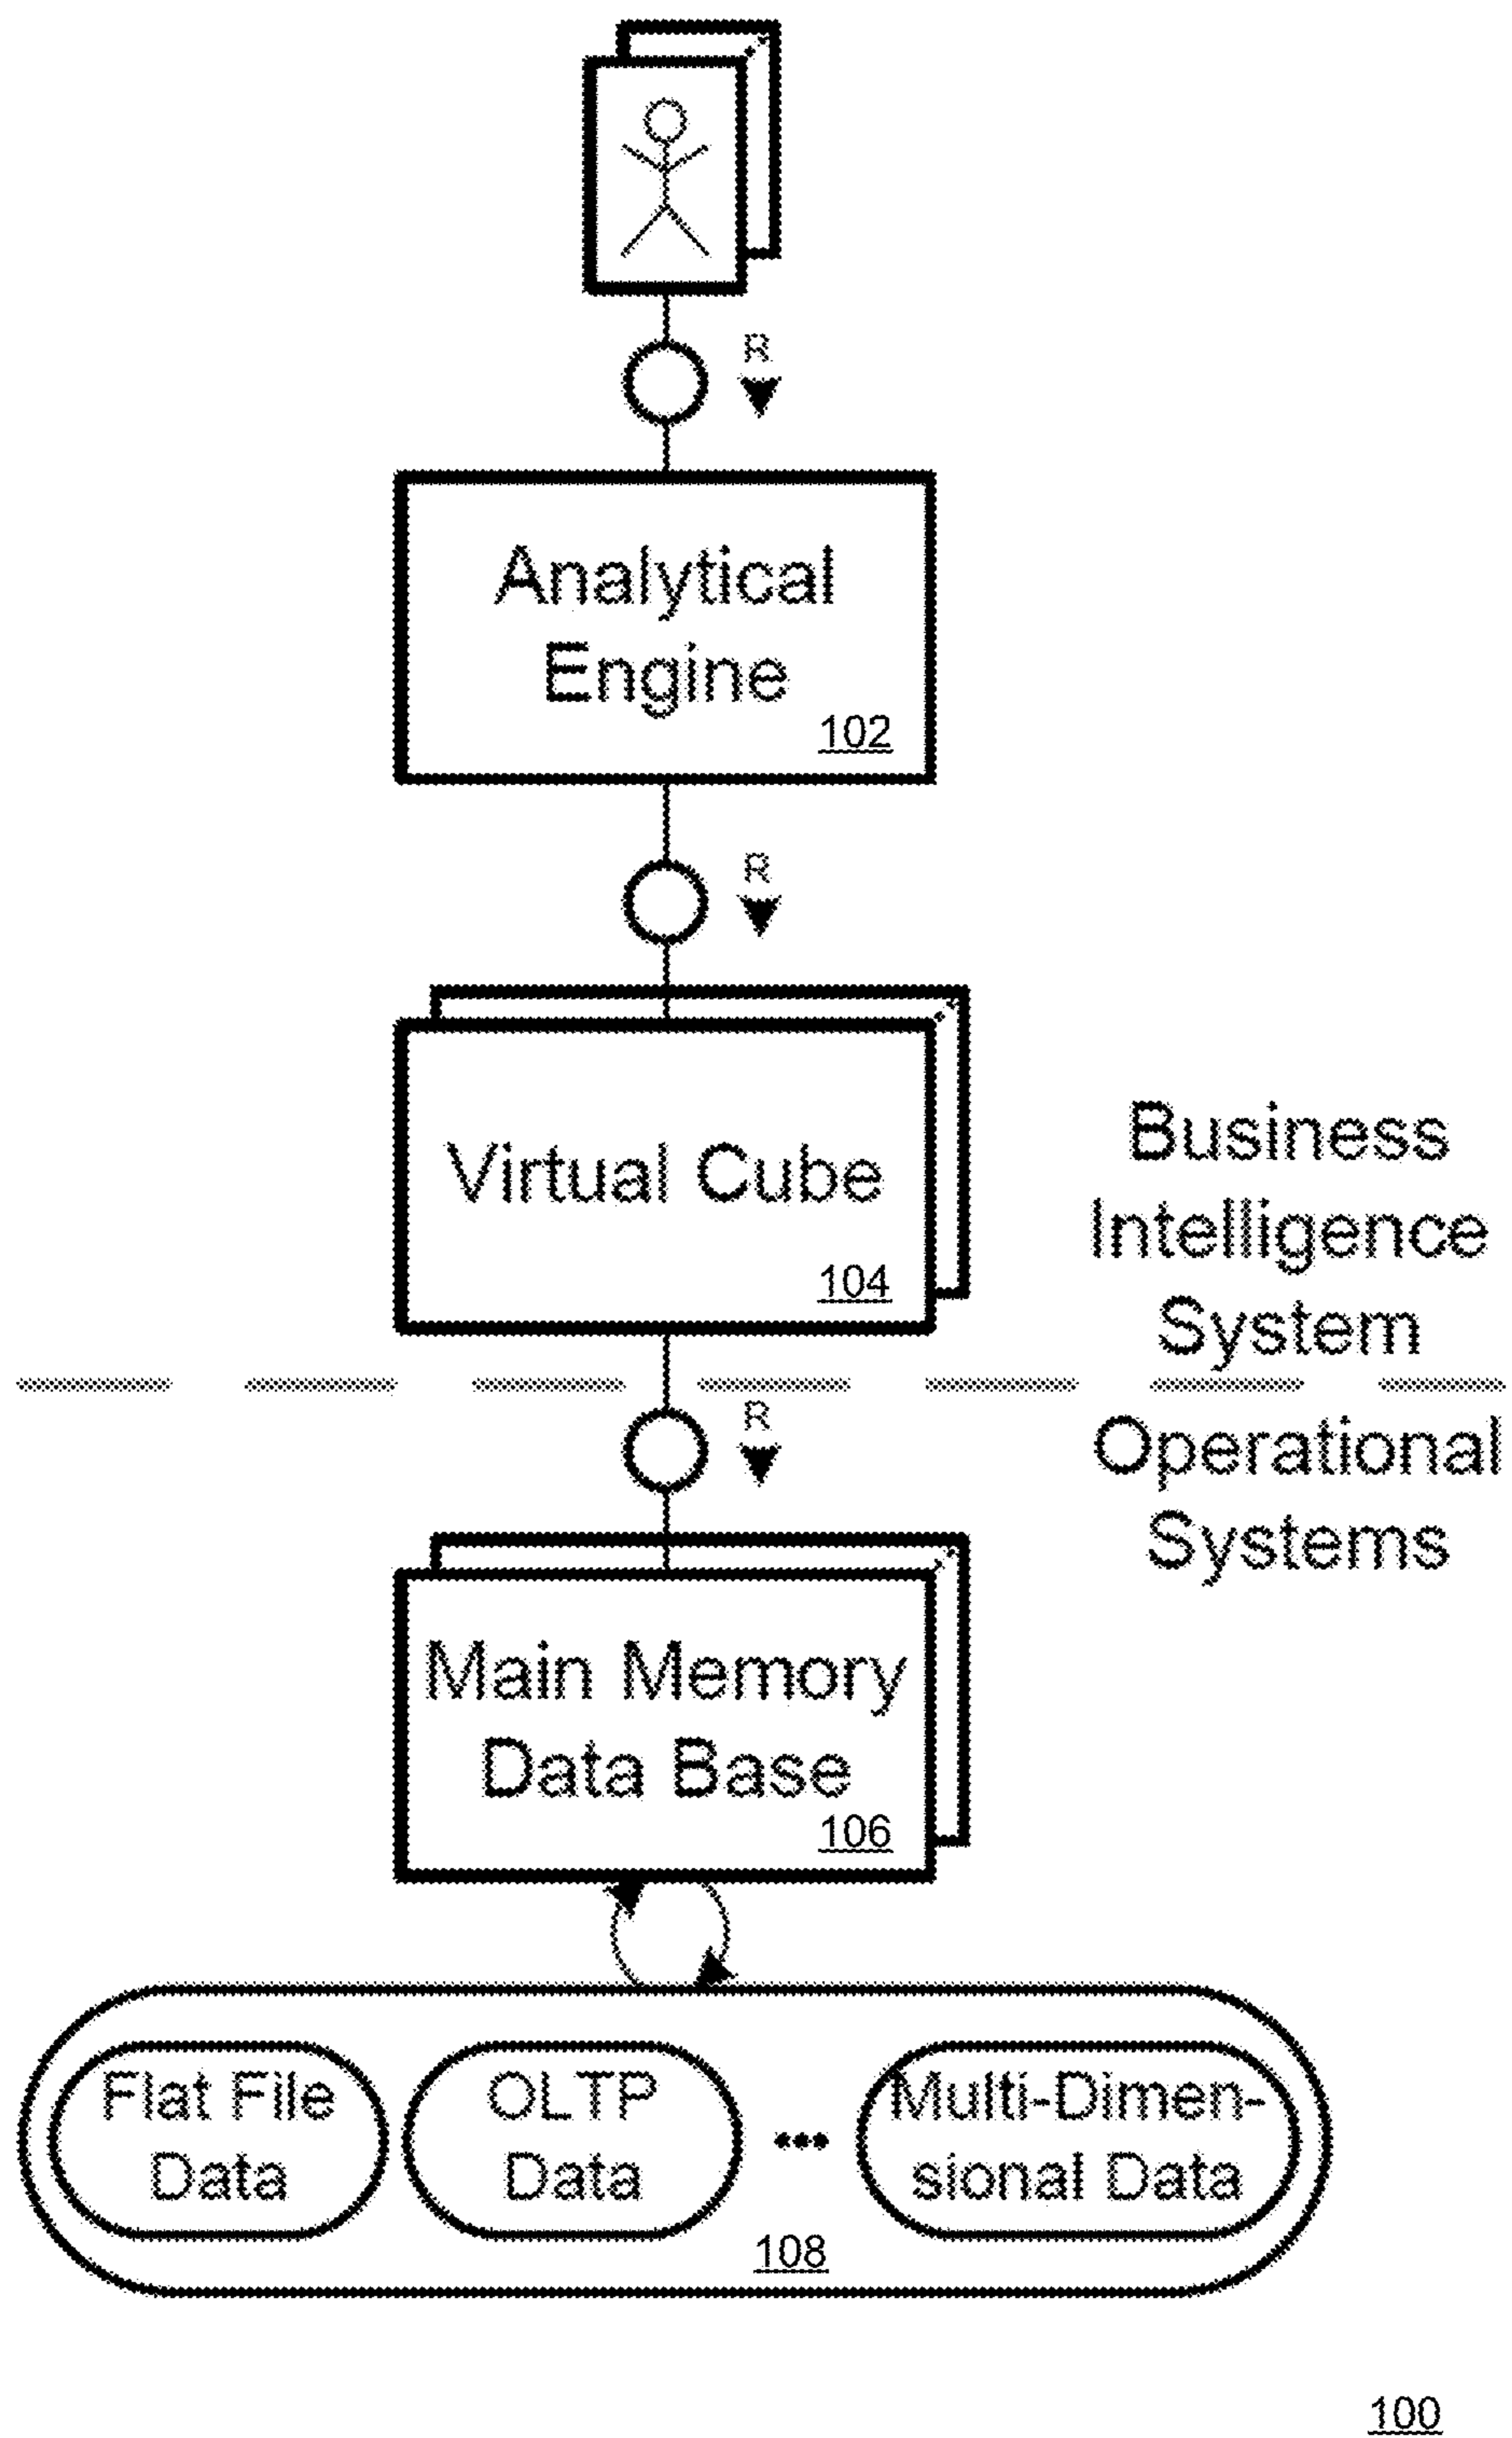 R
Analytical
Engine
102
R
Virtual Cube
104
Business
Intelligence
System
R
Operational
Systems
Main Memory
Data Base
106
Flat File
Data
OLTP
Data
...
Multi-Dimen-
sional Data
108
100